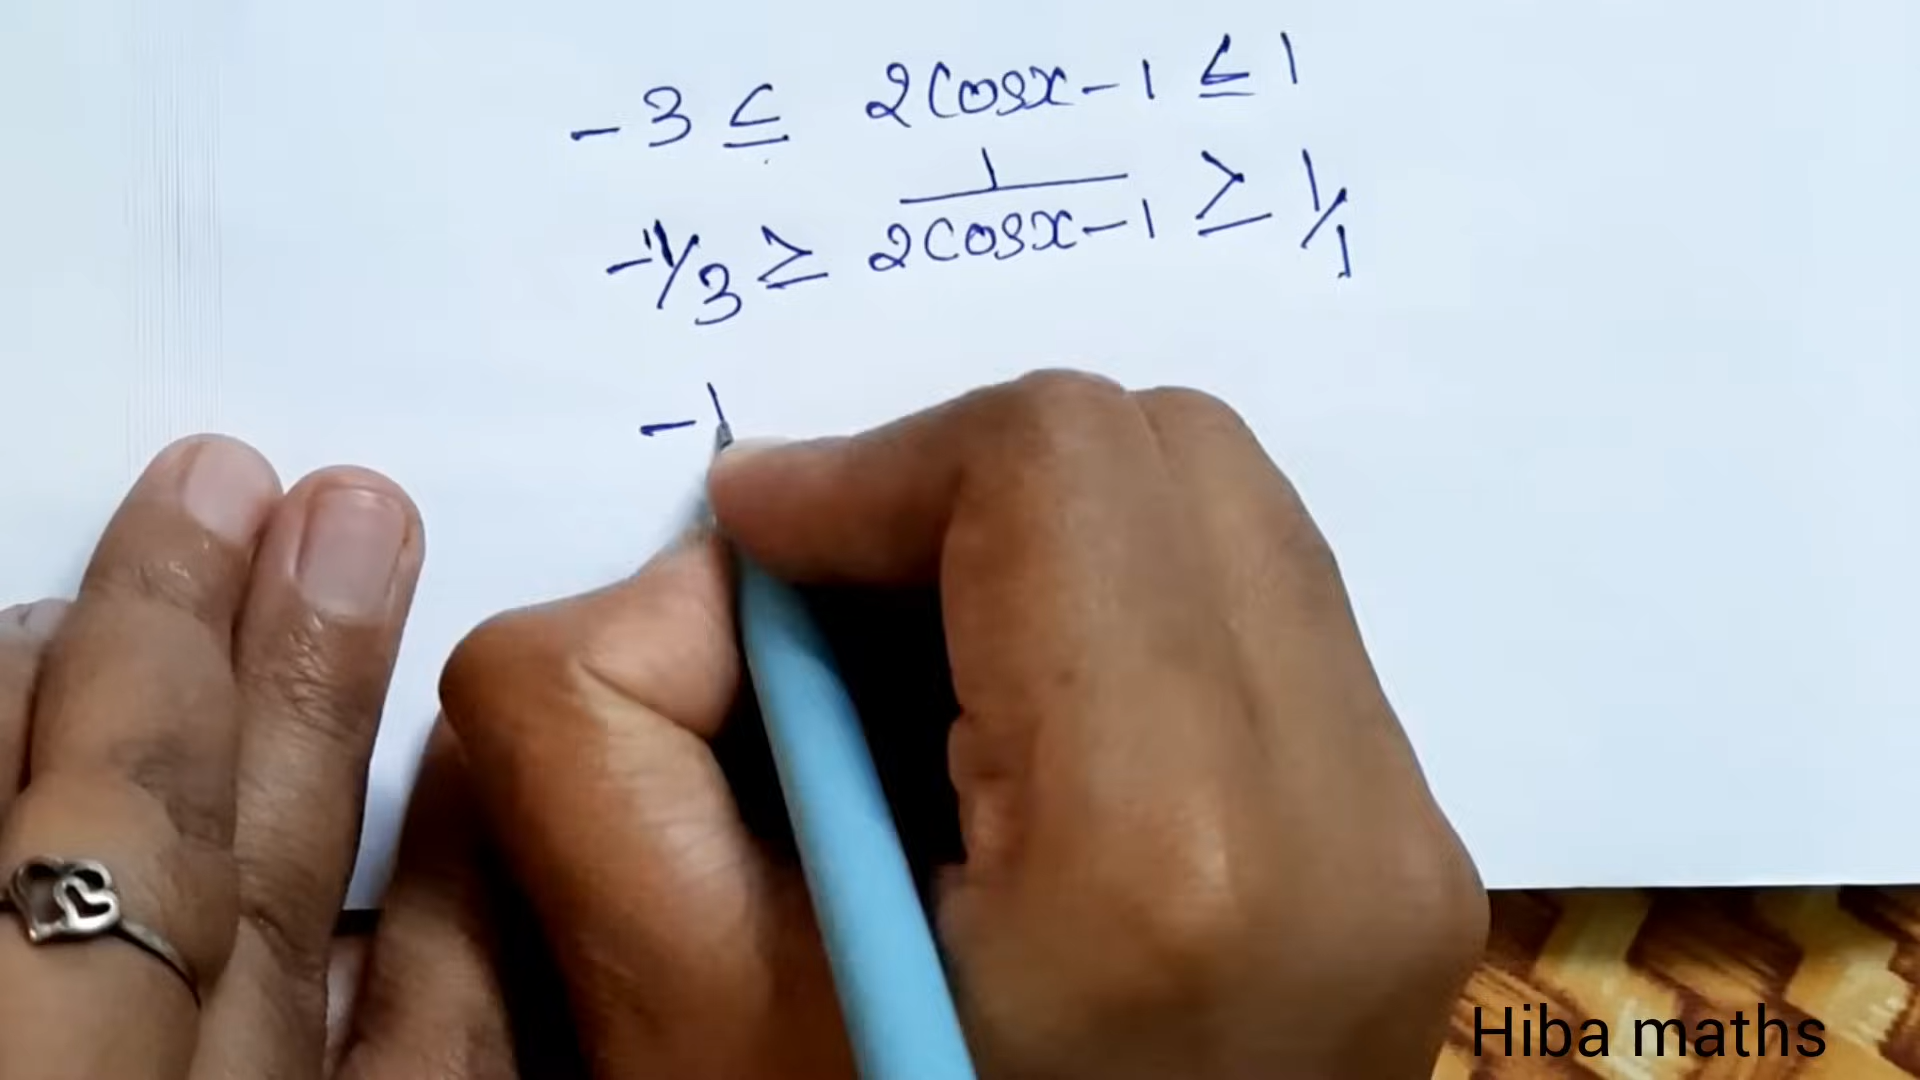 -3 ≤ 2cosx-1 ≤ 1
-1/3 ≥ 1/(2cosx-1) ≥ 1/1
-1
Hiba maths